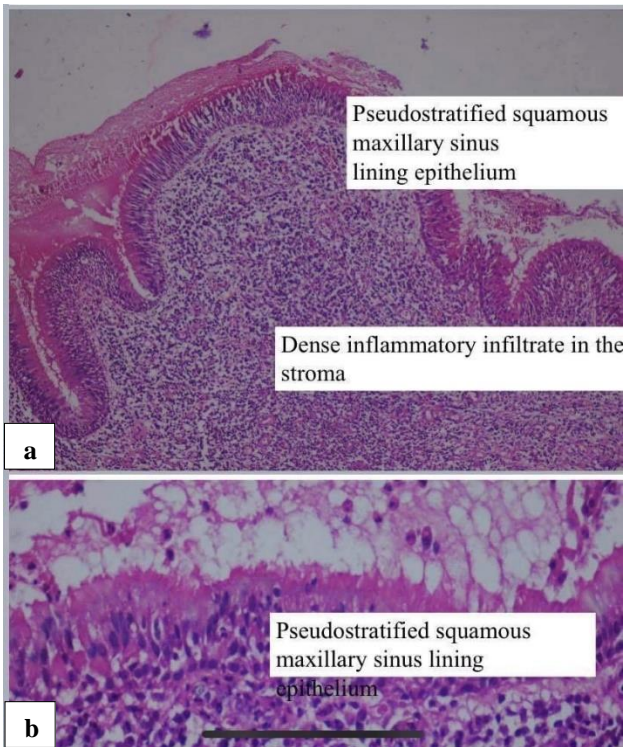 Pseudostratified squamous
maxillary sinus
lining epithelium
Dense inflammatory infiltrate in the
stroma
a
Pseudostratified squamous
maxillary sinus lining
epithelium
b